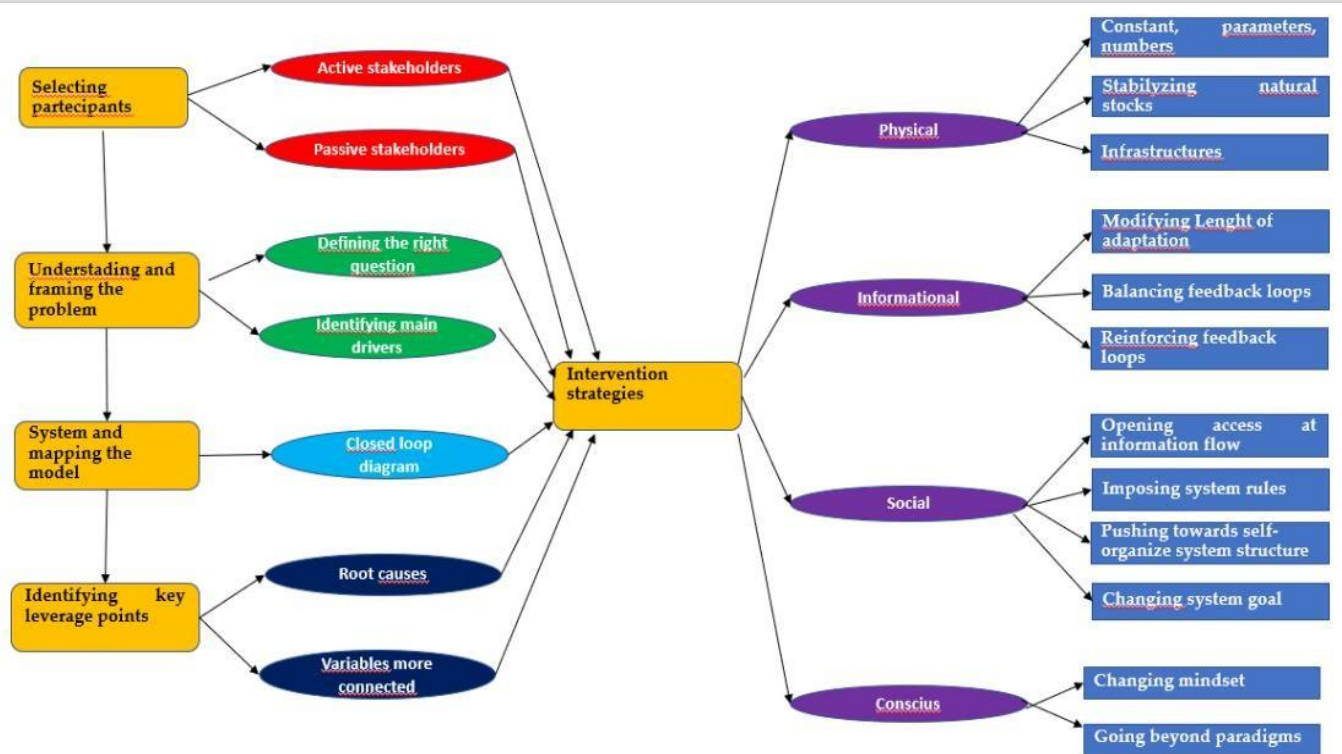 Selecting
partecipants
Understading and
framing the
problem
System and
mapping the
model
Identifying key
leverage points
Active stakeholders
Passive stakeholders
Defining the right
question
Identifying main
drivers
Closed loop
diagram
Root causes
Variables more
connected
Intervention
strategies
Physical
Informational
Social
Conscius
Constant, parameters,
numbers
Stabilyzing natural
stocks
Infrastructures
Modifying Lenght of
adaptation
Balancing feedback loops
Reinforcing feedback
loops
Opening access at
information flow
Imposing system rules
Pushing towards self-
organize system structure
Changing system goal
Changing mindset
Going beyond paradigms